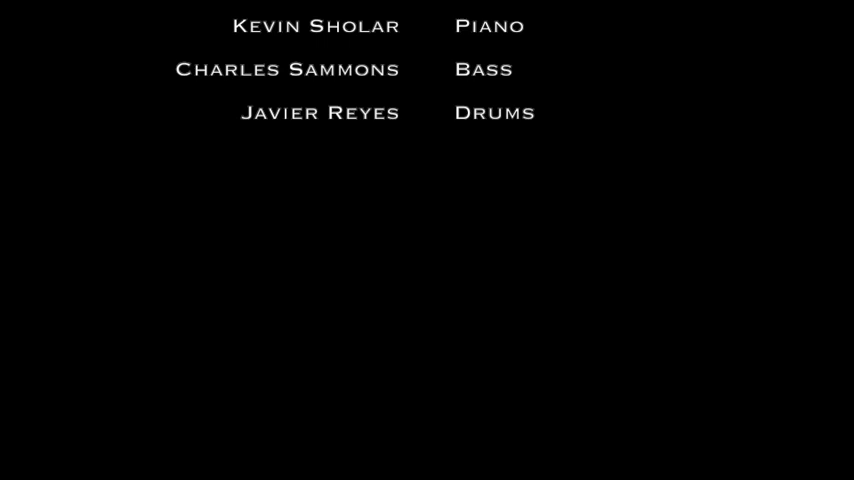 Kevin Sholar Piano
Charles Sammons Bass
Javier Reyes Drums